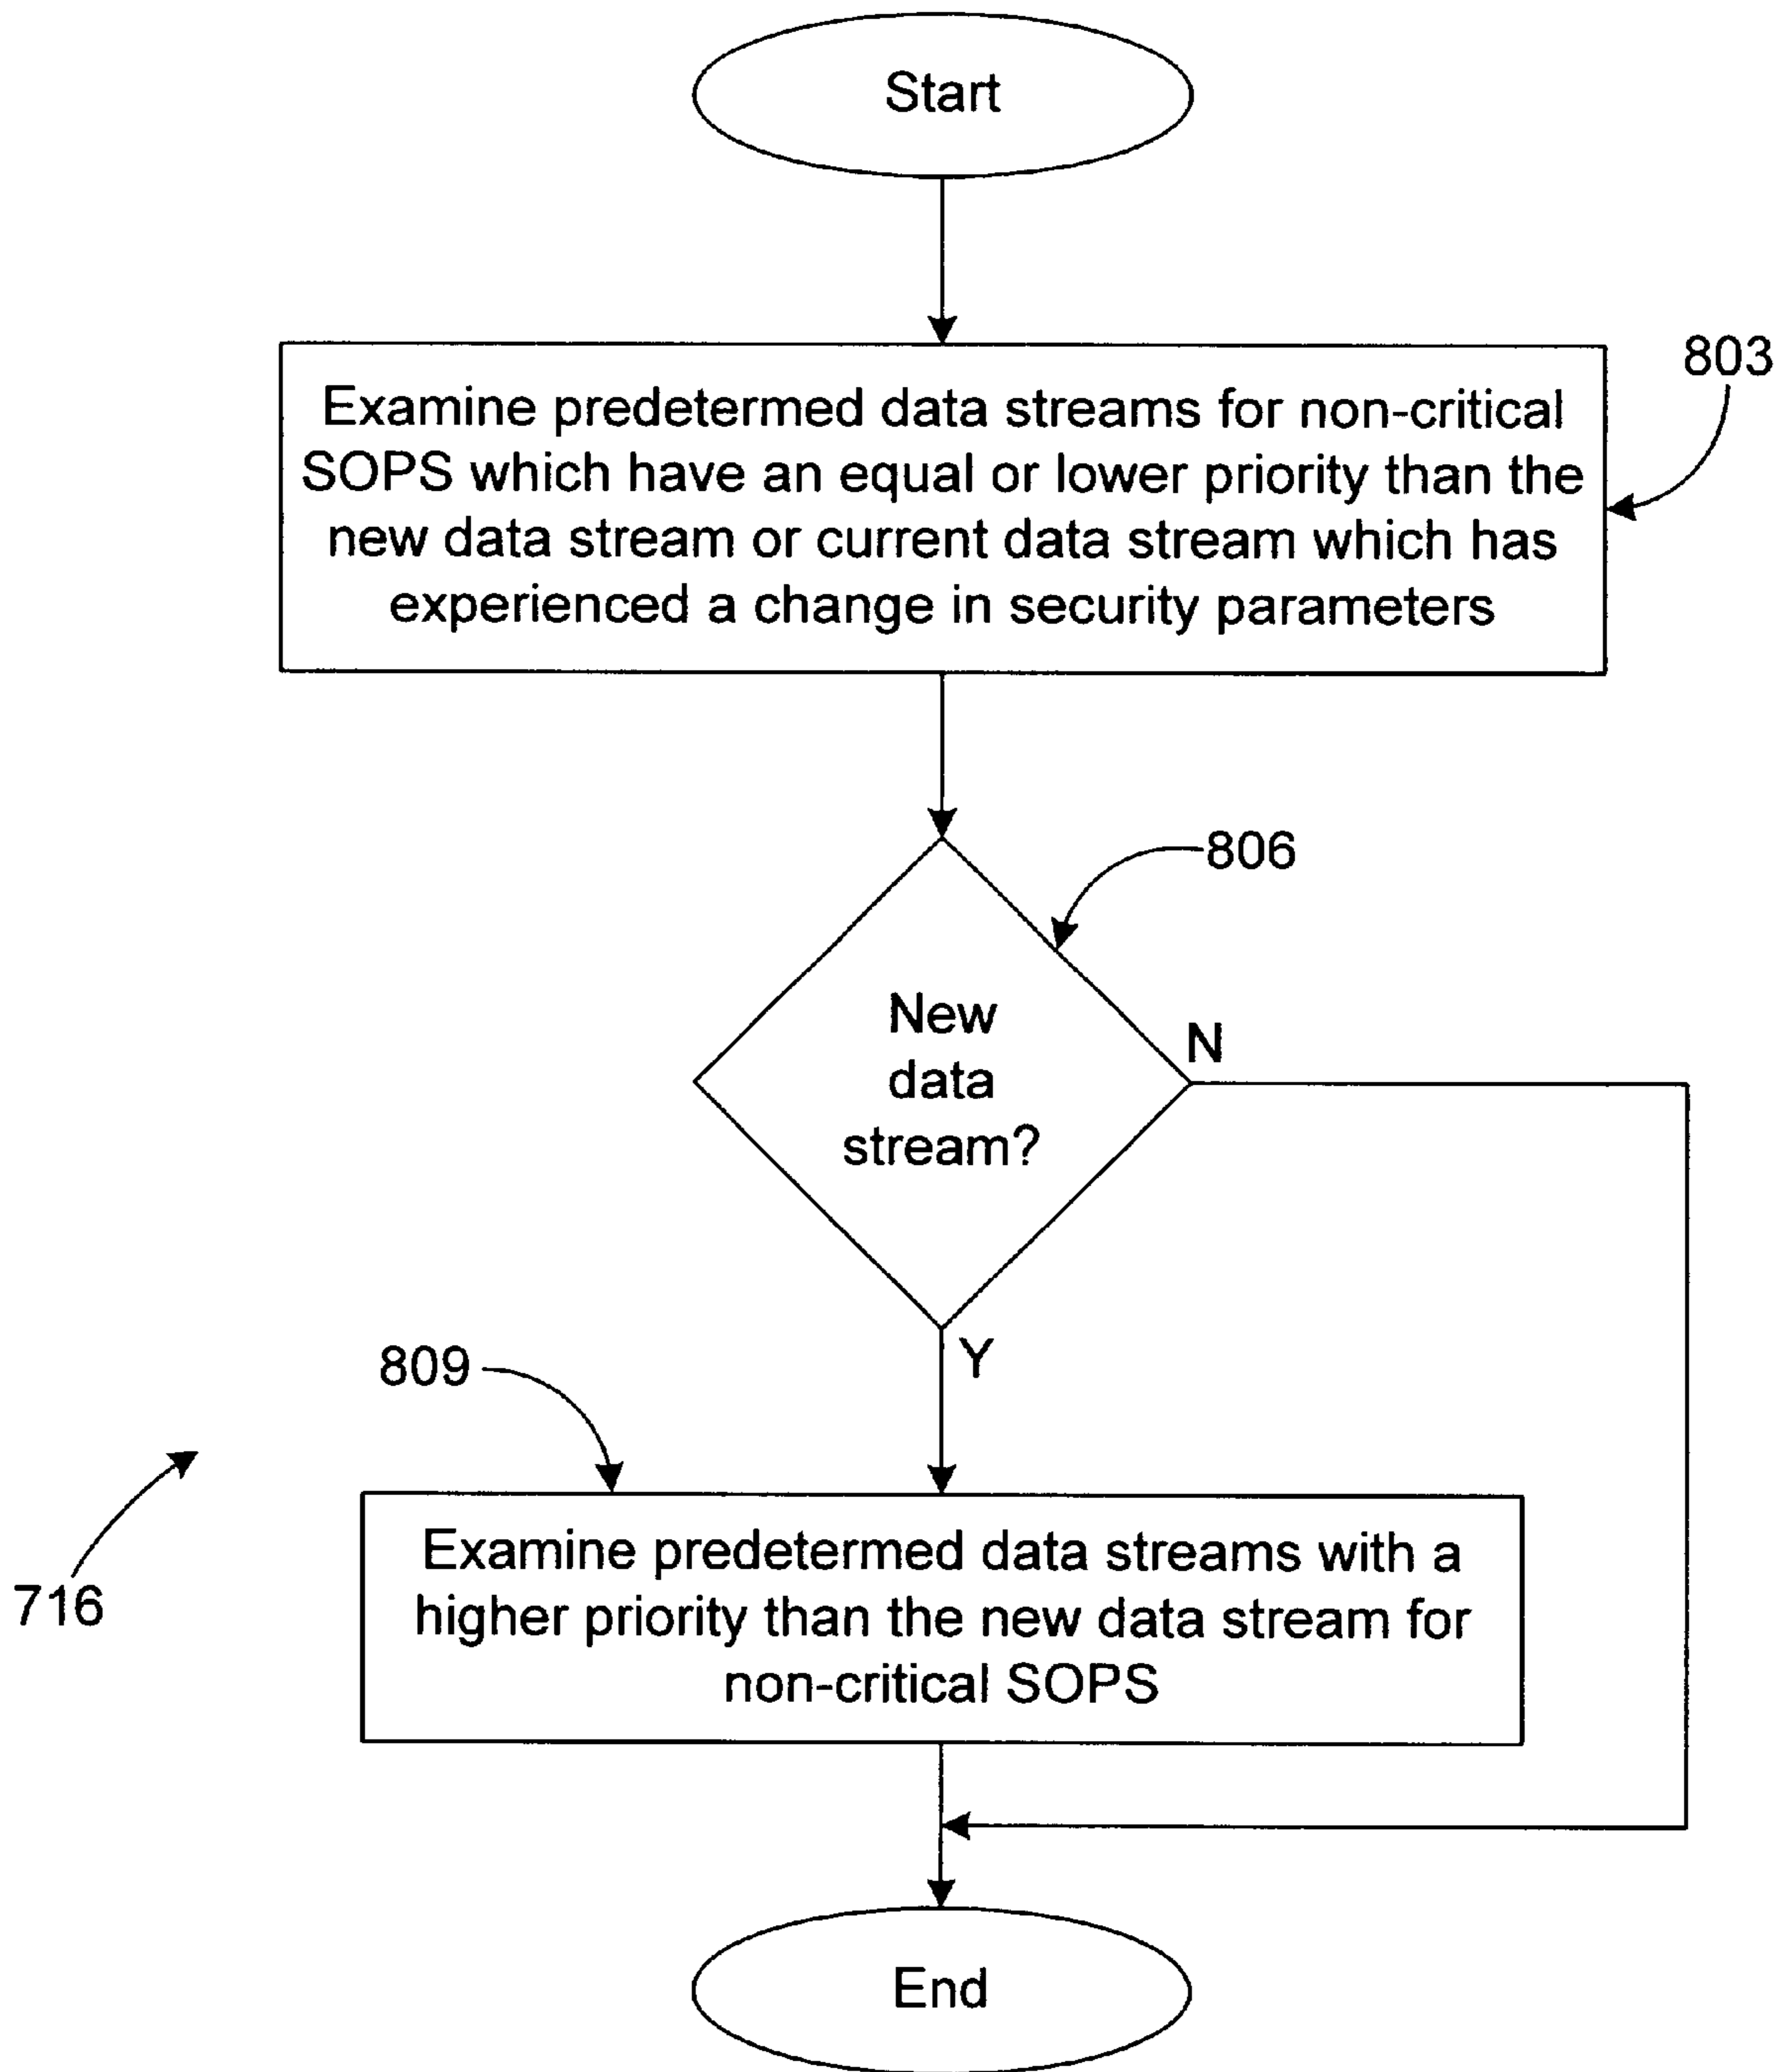 Start
803
Examine predetermed data streams for non-critical
SOPS which have an equal or lower priority than the
new data stream or current data stream which has
experienced a change in security parameters
806
New
data
stream?
N
Y
809
Examine predetermed data streams with a
higher priority than the new data stream for
non-critical SOPS
716
End